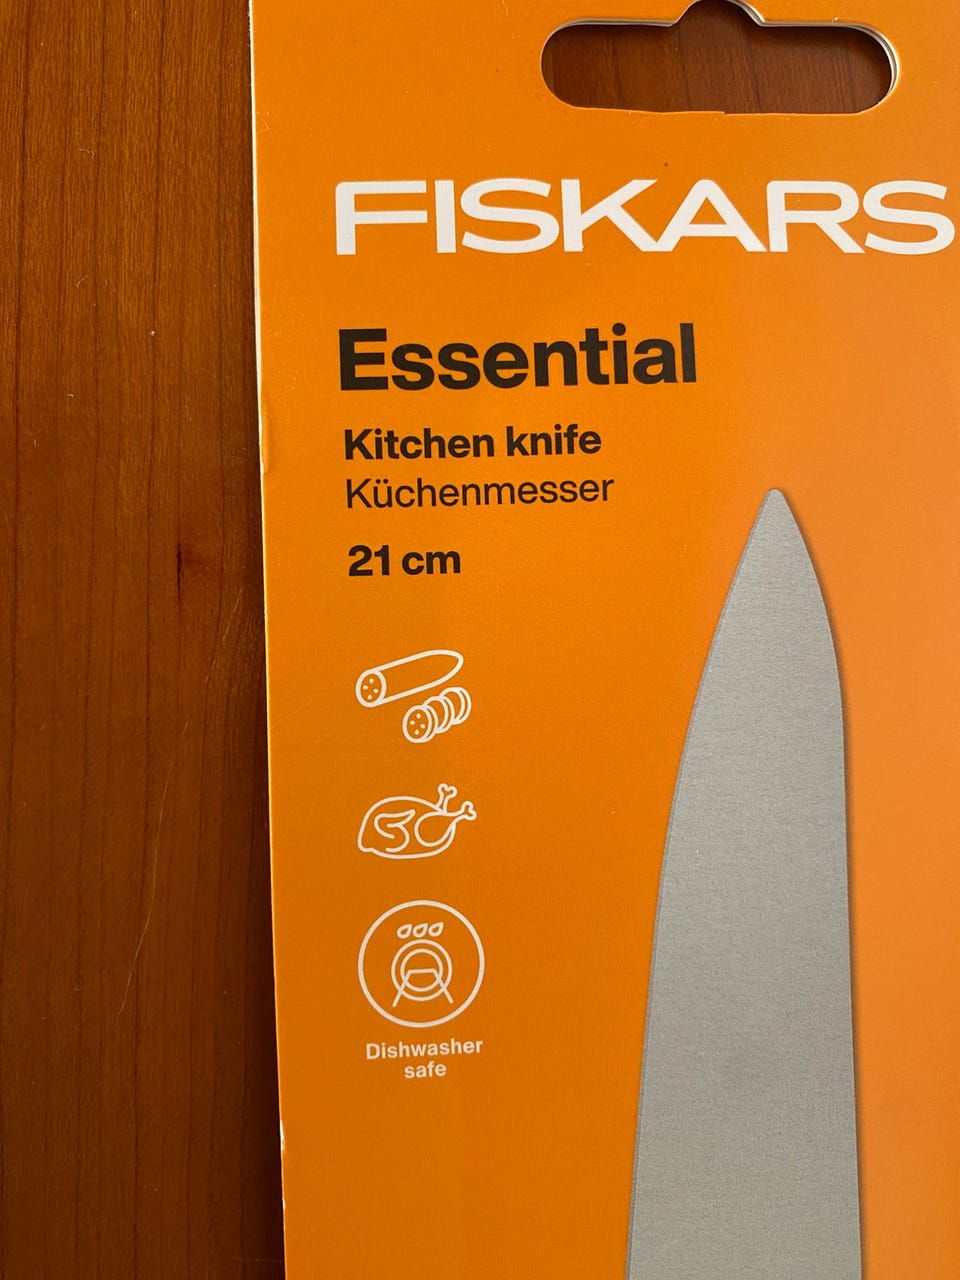 FISKARS
Essential
Kitchen knife
Küchenmesser
21 cm
Dishwasher
safe